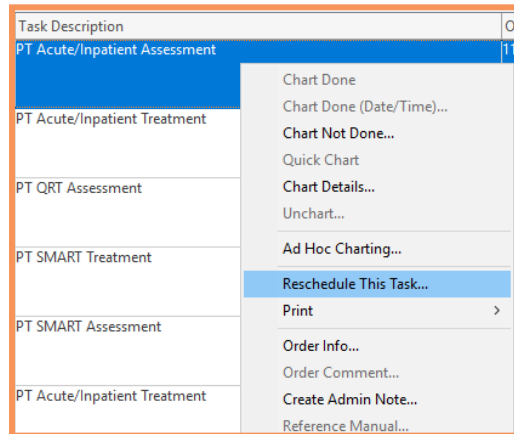 Task Description
PT Acute/Inpatient Assessment
11
Chart Done
Chart Done (Date/Time)...
PT Acute/Inpatient Treatment
Chart Not Done...
Quick Chart
PT QRT Assessment
Chart Details...
Unchart...
PT SMART Treatment
Ad Hoc Charting...
Reschedule This Task...
Print >
PT SMART Assessment
Order Info...
Order Comment...
PT Acute/Inpatient Treatment
Create Admin Note...
Reference Manual...